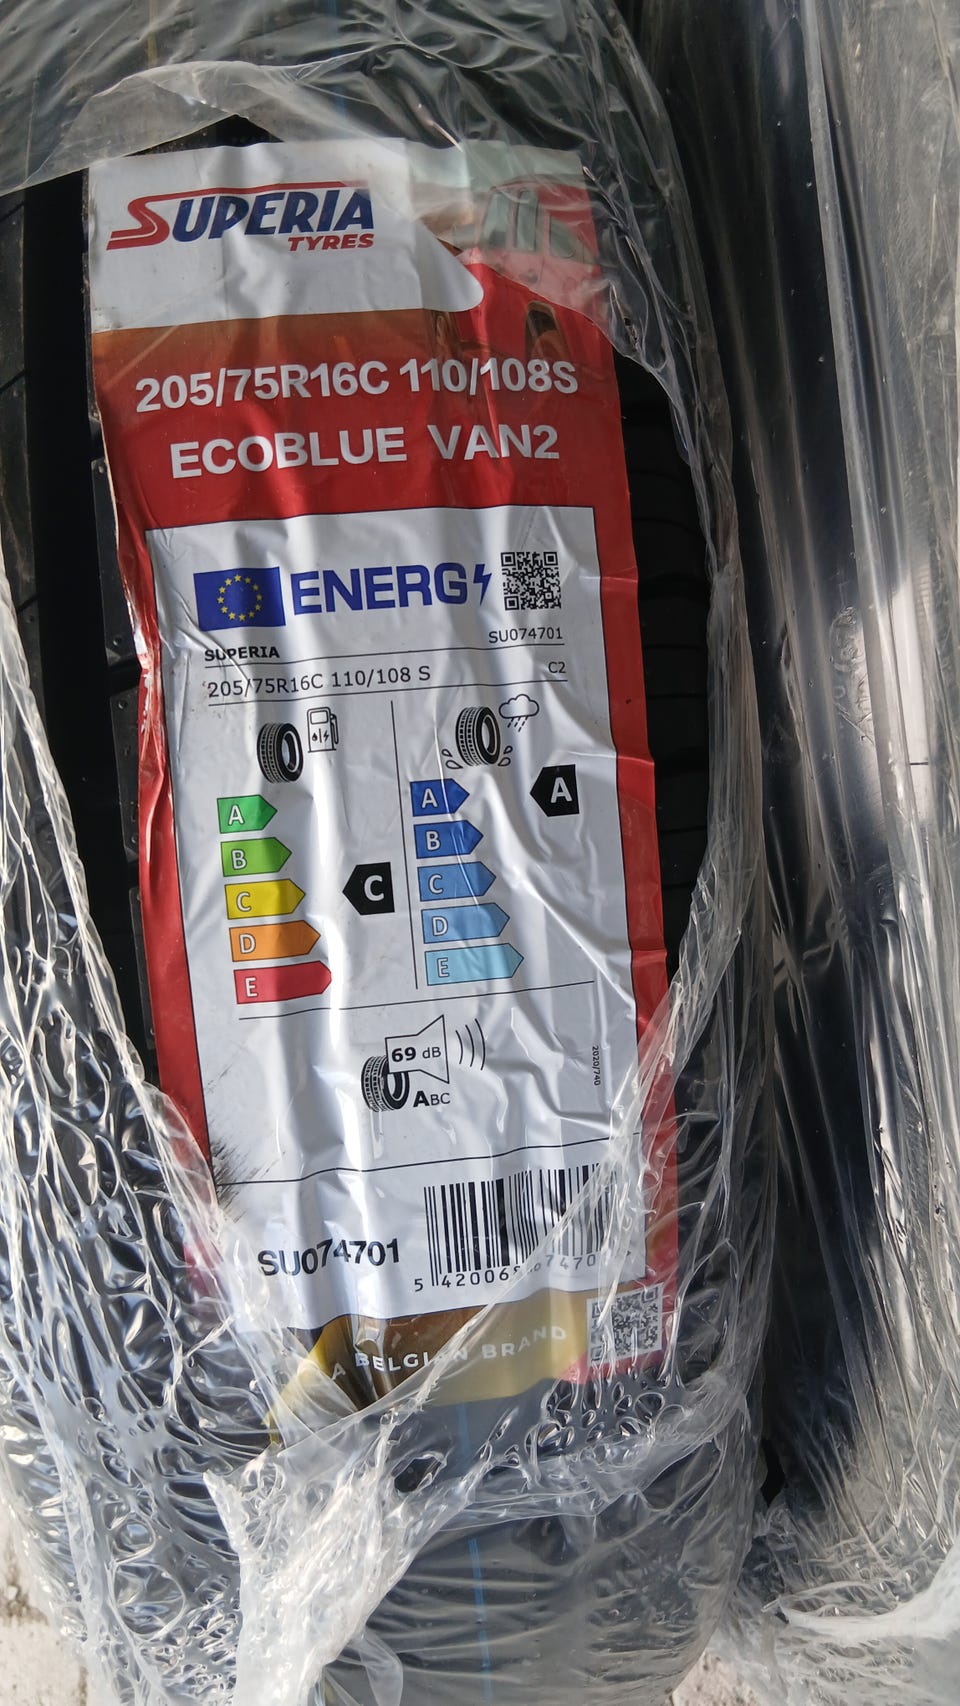 SUPERIA
TYRES
205/75R16C 110/108S
ECOBLUE VAN2
ENERG
SUPERIA
SU074701
205/75R16C 110/108 S
C2
A
B
C
D
E
C
A
B
C
D
E
A
69 dB
ABC
2020/740
SU074701
A BELGIAN BRAND